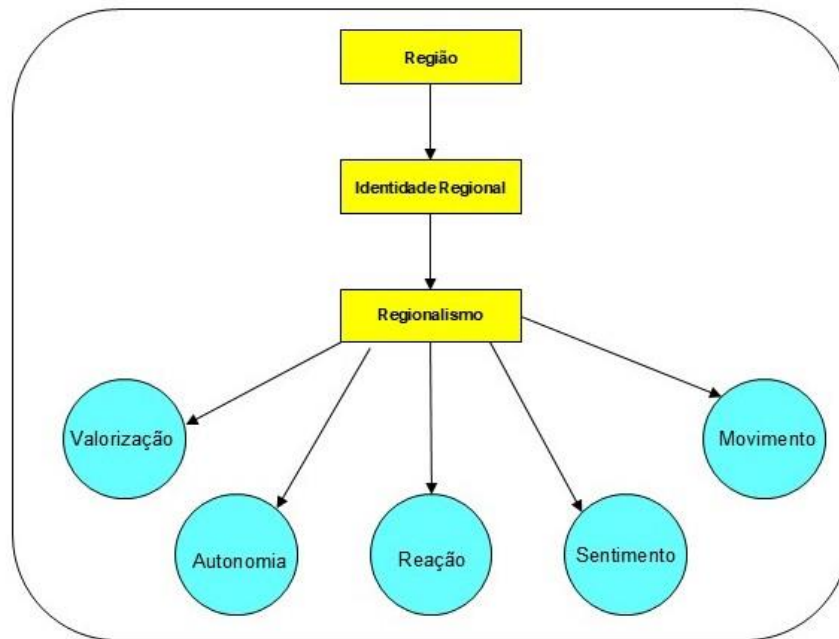 Região
Identidade Regional
Regionalismo
Valorização
Movimento
Autonomia
Reação
Sentimento